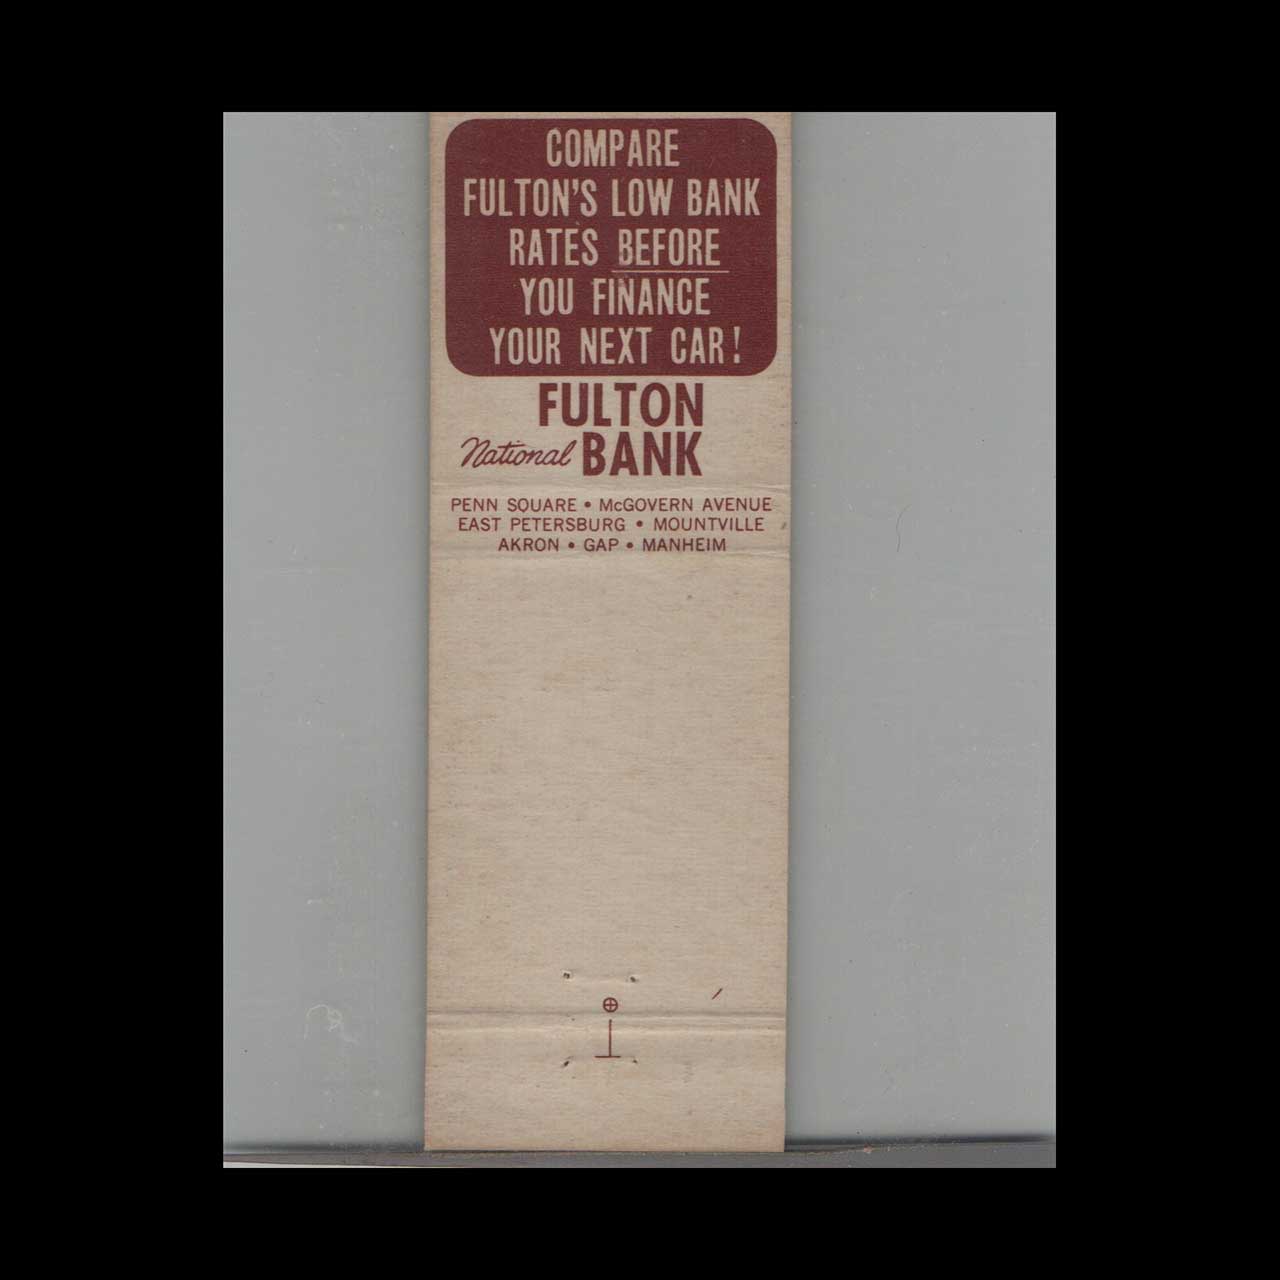 COMPARE
FULTON'S LOW BANK
RATES BEFORE
YOU FINANCE
YOUR NEXT CAR!
FULTON
National BANK
PENN SQUARE • McGOVERN AVENUE
EAST PETERSBURG • MOUNTVILLE
AKRON • GAP • MANHEIM